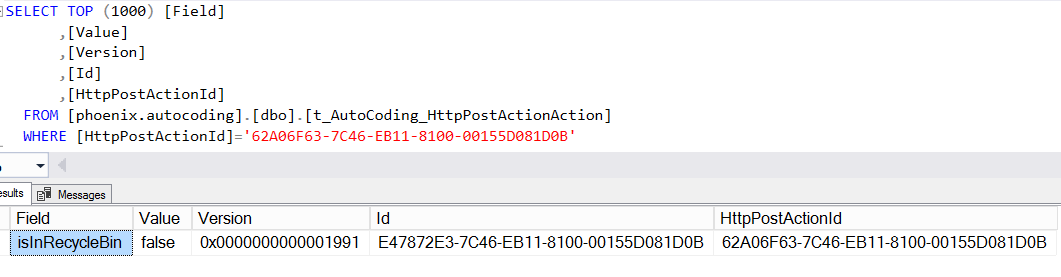 SELECT TOP (1000) [Field]
,[Value]
,[Version]
,[Id]
,[HttpPostActionId]
FROM [phoenix.autocoding].[dbo].[t_AutoCoding_HttpPostActionAction]
WHERE [HttpPostActionId]='62A06F63-7C46-EB11-8100-00155D081D0B'
esults Messages
Field Value Version Id HttpPostActionId
isInRecycleBin false 0x0000000000001991 E47872E3-7C46-EB11-8100-00155D081D0B 62A06F63-7C46-EB11-8100-00155D081D0B